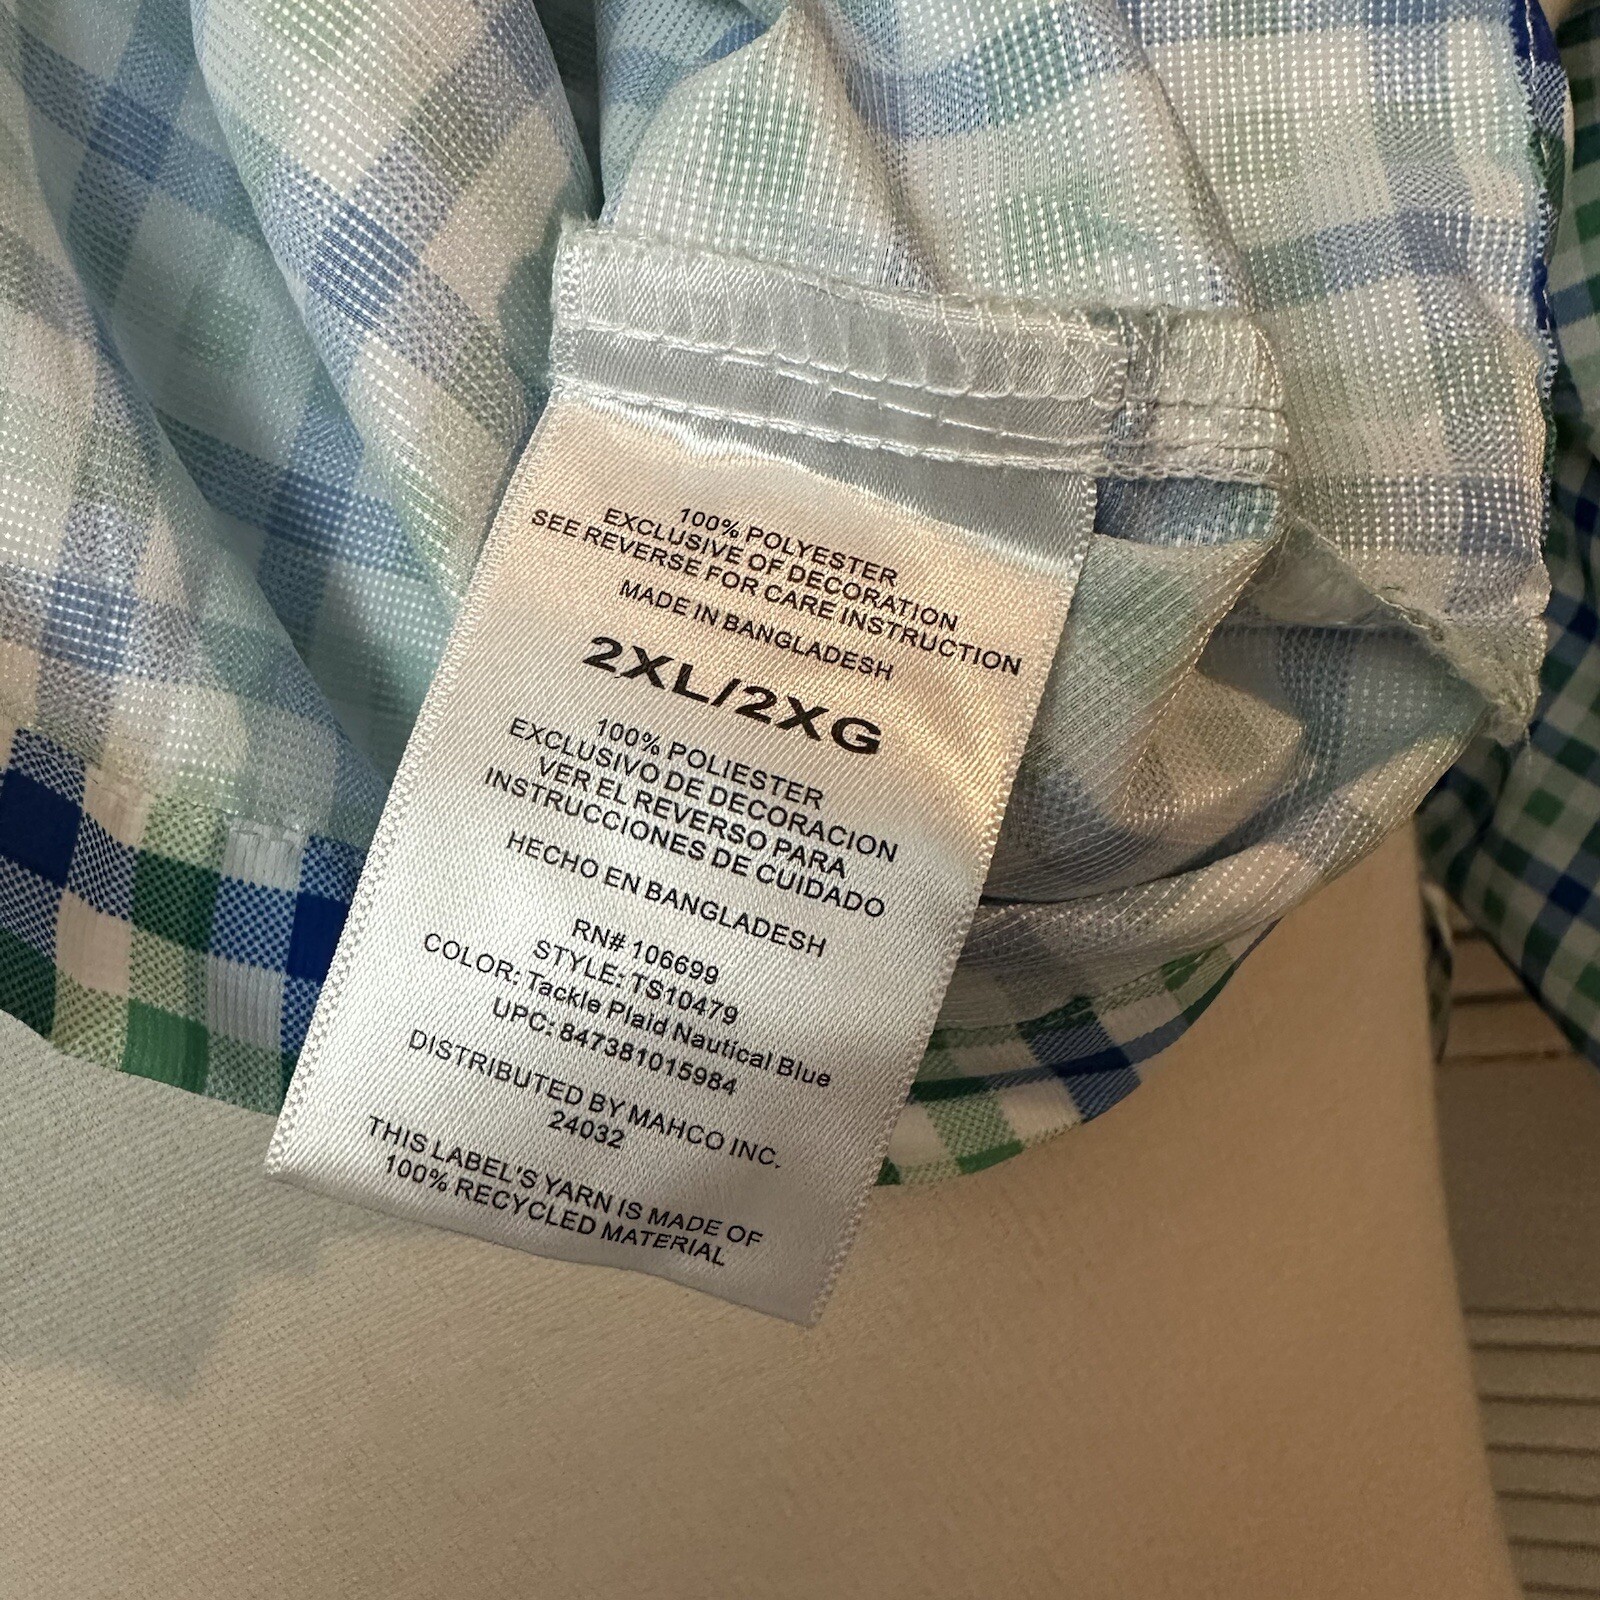 100% POLYESTER
EXCLUSIVE OF DECORATION
SEE REVERSE FOR CARE INSTRUCTION
MADE IN BANGLADESH
2XL/2XG
100% POLIESTER
EXCLUSIVO DE DECORACION
VER EL REVERSO PARA
INSTRUCCIONES DE CUIDADO
HECHO EN BANGLADESH
RN# 106699
STYLE: TS10479
COLOR: Tackle Plaid Nautical Blue
UPC: 847381015984
DISTRIBUTED BY MAHCO INC.
24032
THIS LABEL'S YARN IS MADE OF
100% RECYCLED MATERIAL